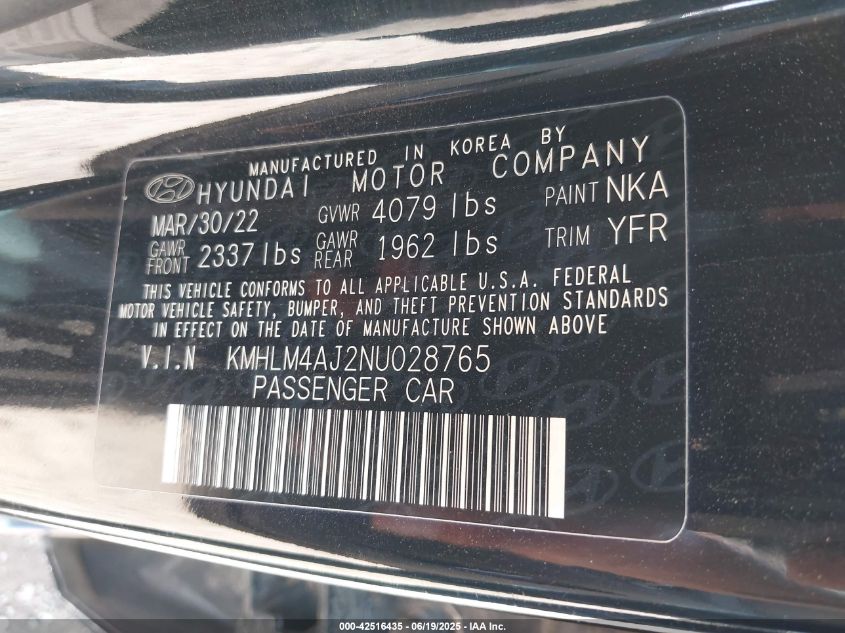 MANUFACTURED IN KOREA BY
HYUNDAI MOTOR COMPANY
MAR/30/22 GVWR 4079 lbs PAINT NKA
GAWR FRONT 2337 lbs GAWR REAR 1962 lbs TRIM YFR
THIS VEHICLE CONFORMS TO ALL APPLICABLE U.S.A. FEDERAL
MOTOR VEHICLE SAFETY, BUMPER, AND THEFT PREVENTION STANDARDS
IN EFFECT ON THE DATE OF MANUFACTURE SHOWN ABOVE
V.I.N KMHLM4AJ2NU028765
PASSENGER CAR
000-42516435 - 06/19/2025 - IAA Inc.